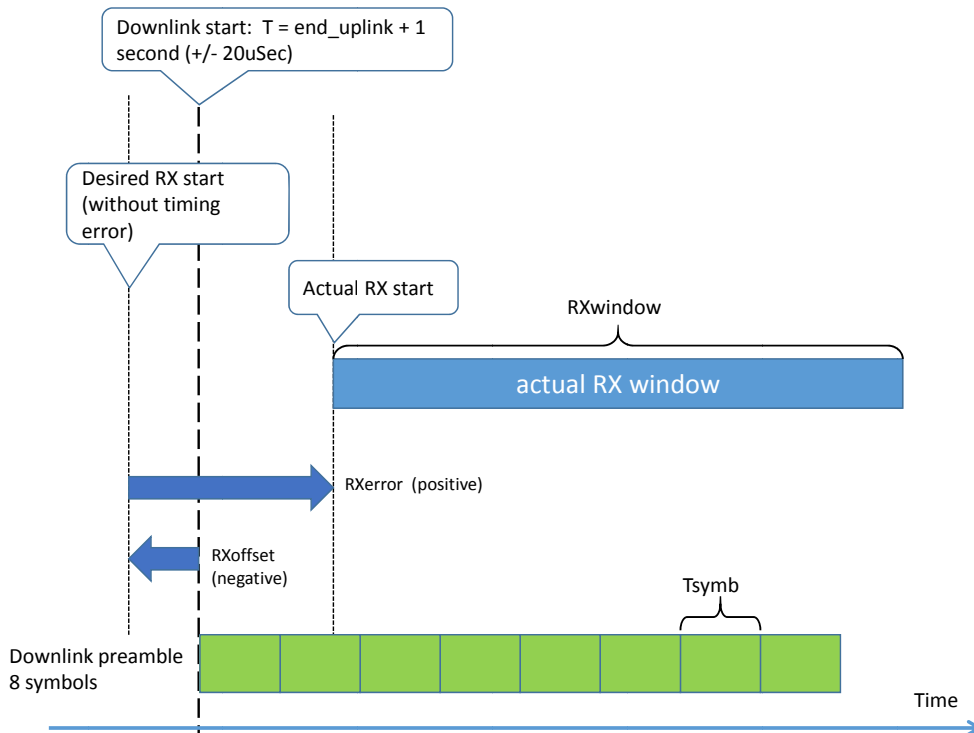 Downlink start:  T = end_uplink + 1
second (+/- 20uSec)
Desired RX start
(without timing
error)
Actual RX start
RXwindow
actual RX window
RXerror  (positive)
RXoffset
(negative)
Tsymb
Downlink preamble
8 symbols
Time